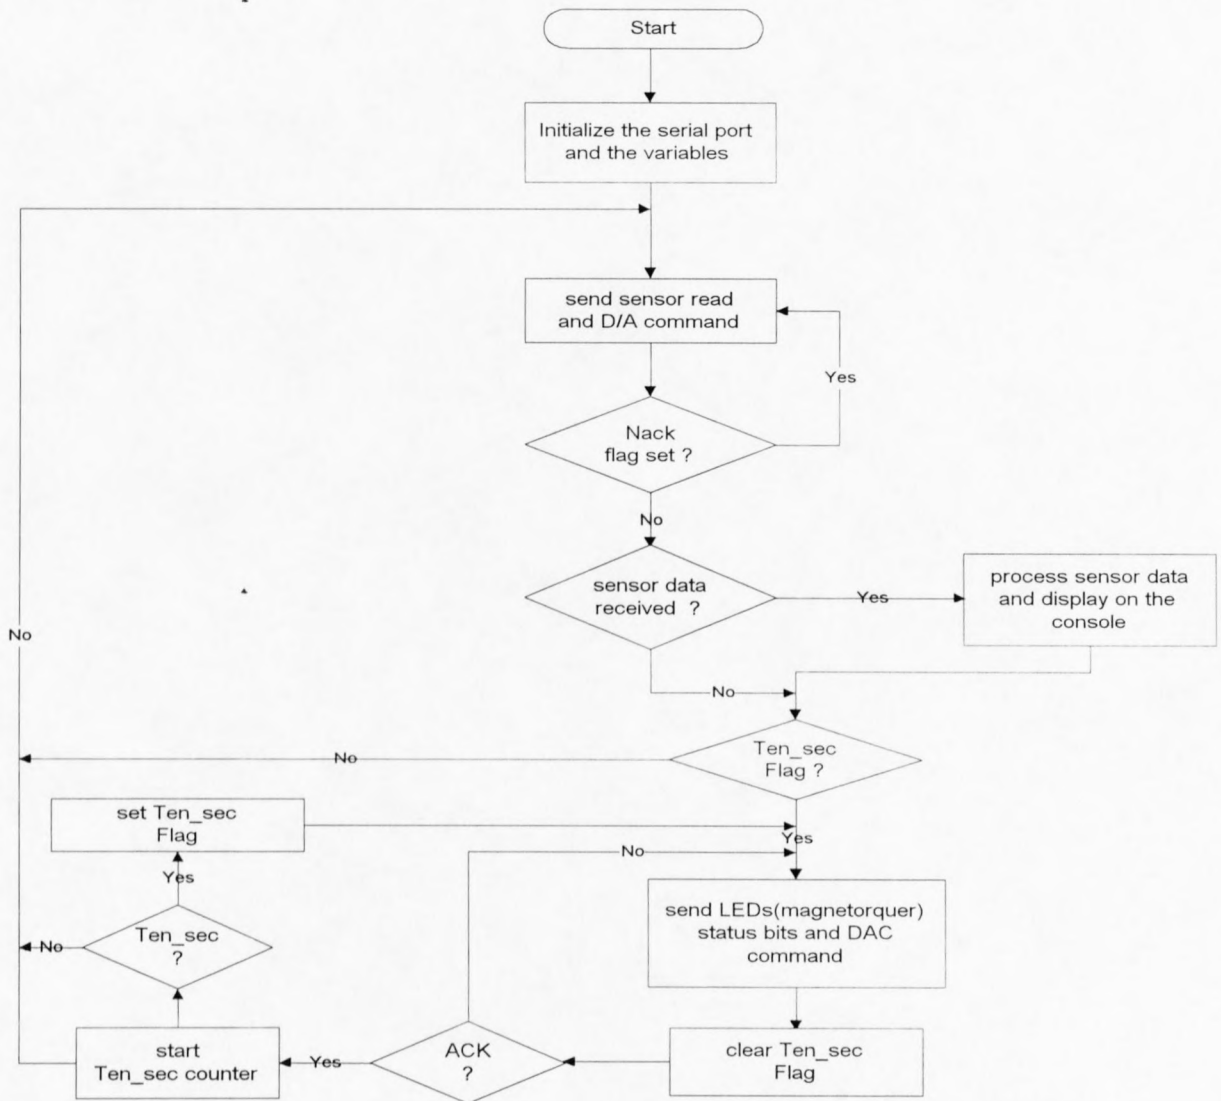 Start
Initialize the serial port
and the variables
send sensor read
and D/A command
Yes
Nack
flag set ?
No
sensor data
received ?
Yes
process sensor data
and display on the
console
No
No
Ten_sec
Flag ?
No
set Ten_sec
Flag
Yes
No
Yes
send LEDs(magnetorquer)
status bits and DAC
command
Ten_sec
?
No
start
Ten_sec counter
Yes
ACK
?
clear Ten_sec
Flag